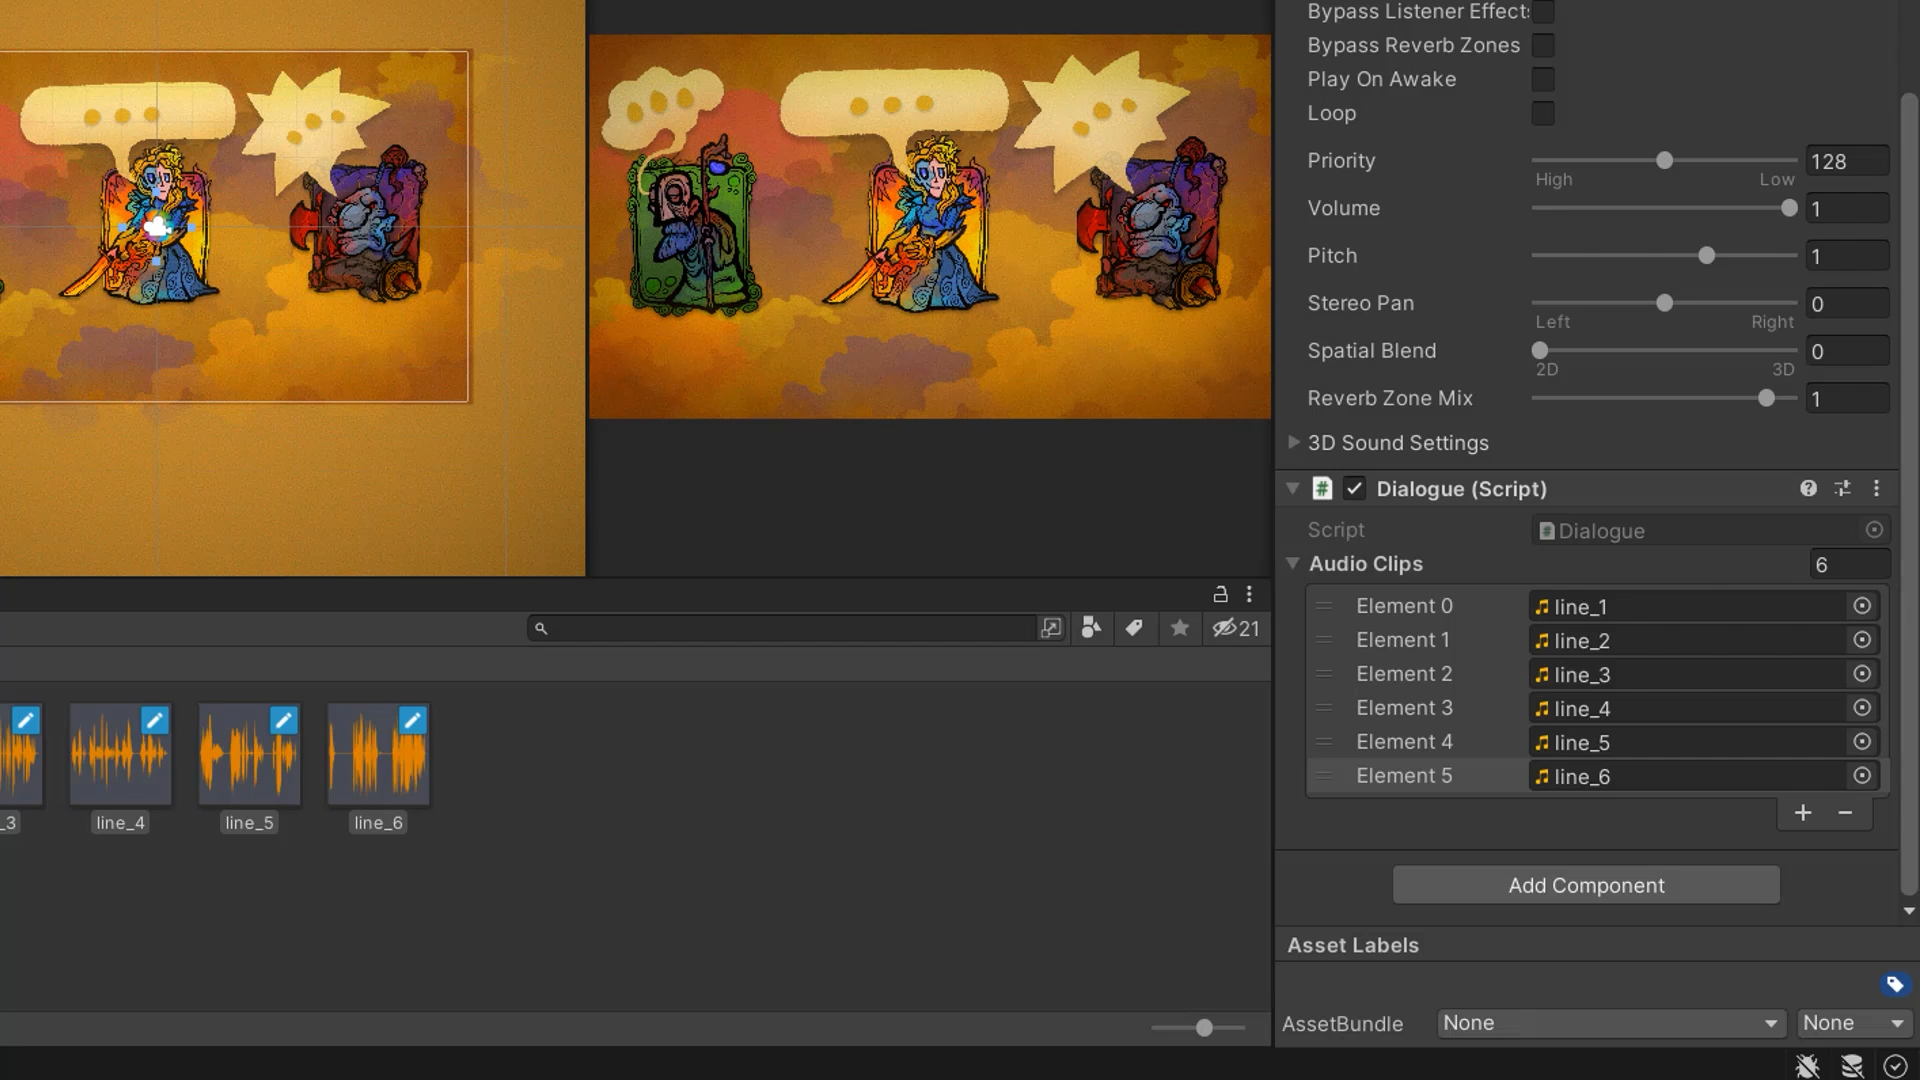 Bypass Listener Effect
Bypass Reverb Zones
Play On Awake
Loop
Priority 128
High Low
Volume 1
Pitch 1
Stereo Pan 0
Left Right
Spatial Blend 0
2D 3D
Reverb Zone Mix 1
3D Sound Settings
# Dialogue (Script)
Script Dialogue
Audio Clips 6
Element 0 line_1
Element 1 line_2
Element 2 line_3
Element 3 line_4
Element 4 line_5
Element 5 line_6
+ −
Add Component
Asset Labels
AssetBundle None None
21
_3 line_4 line_5 line_6